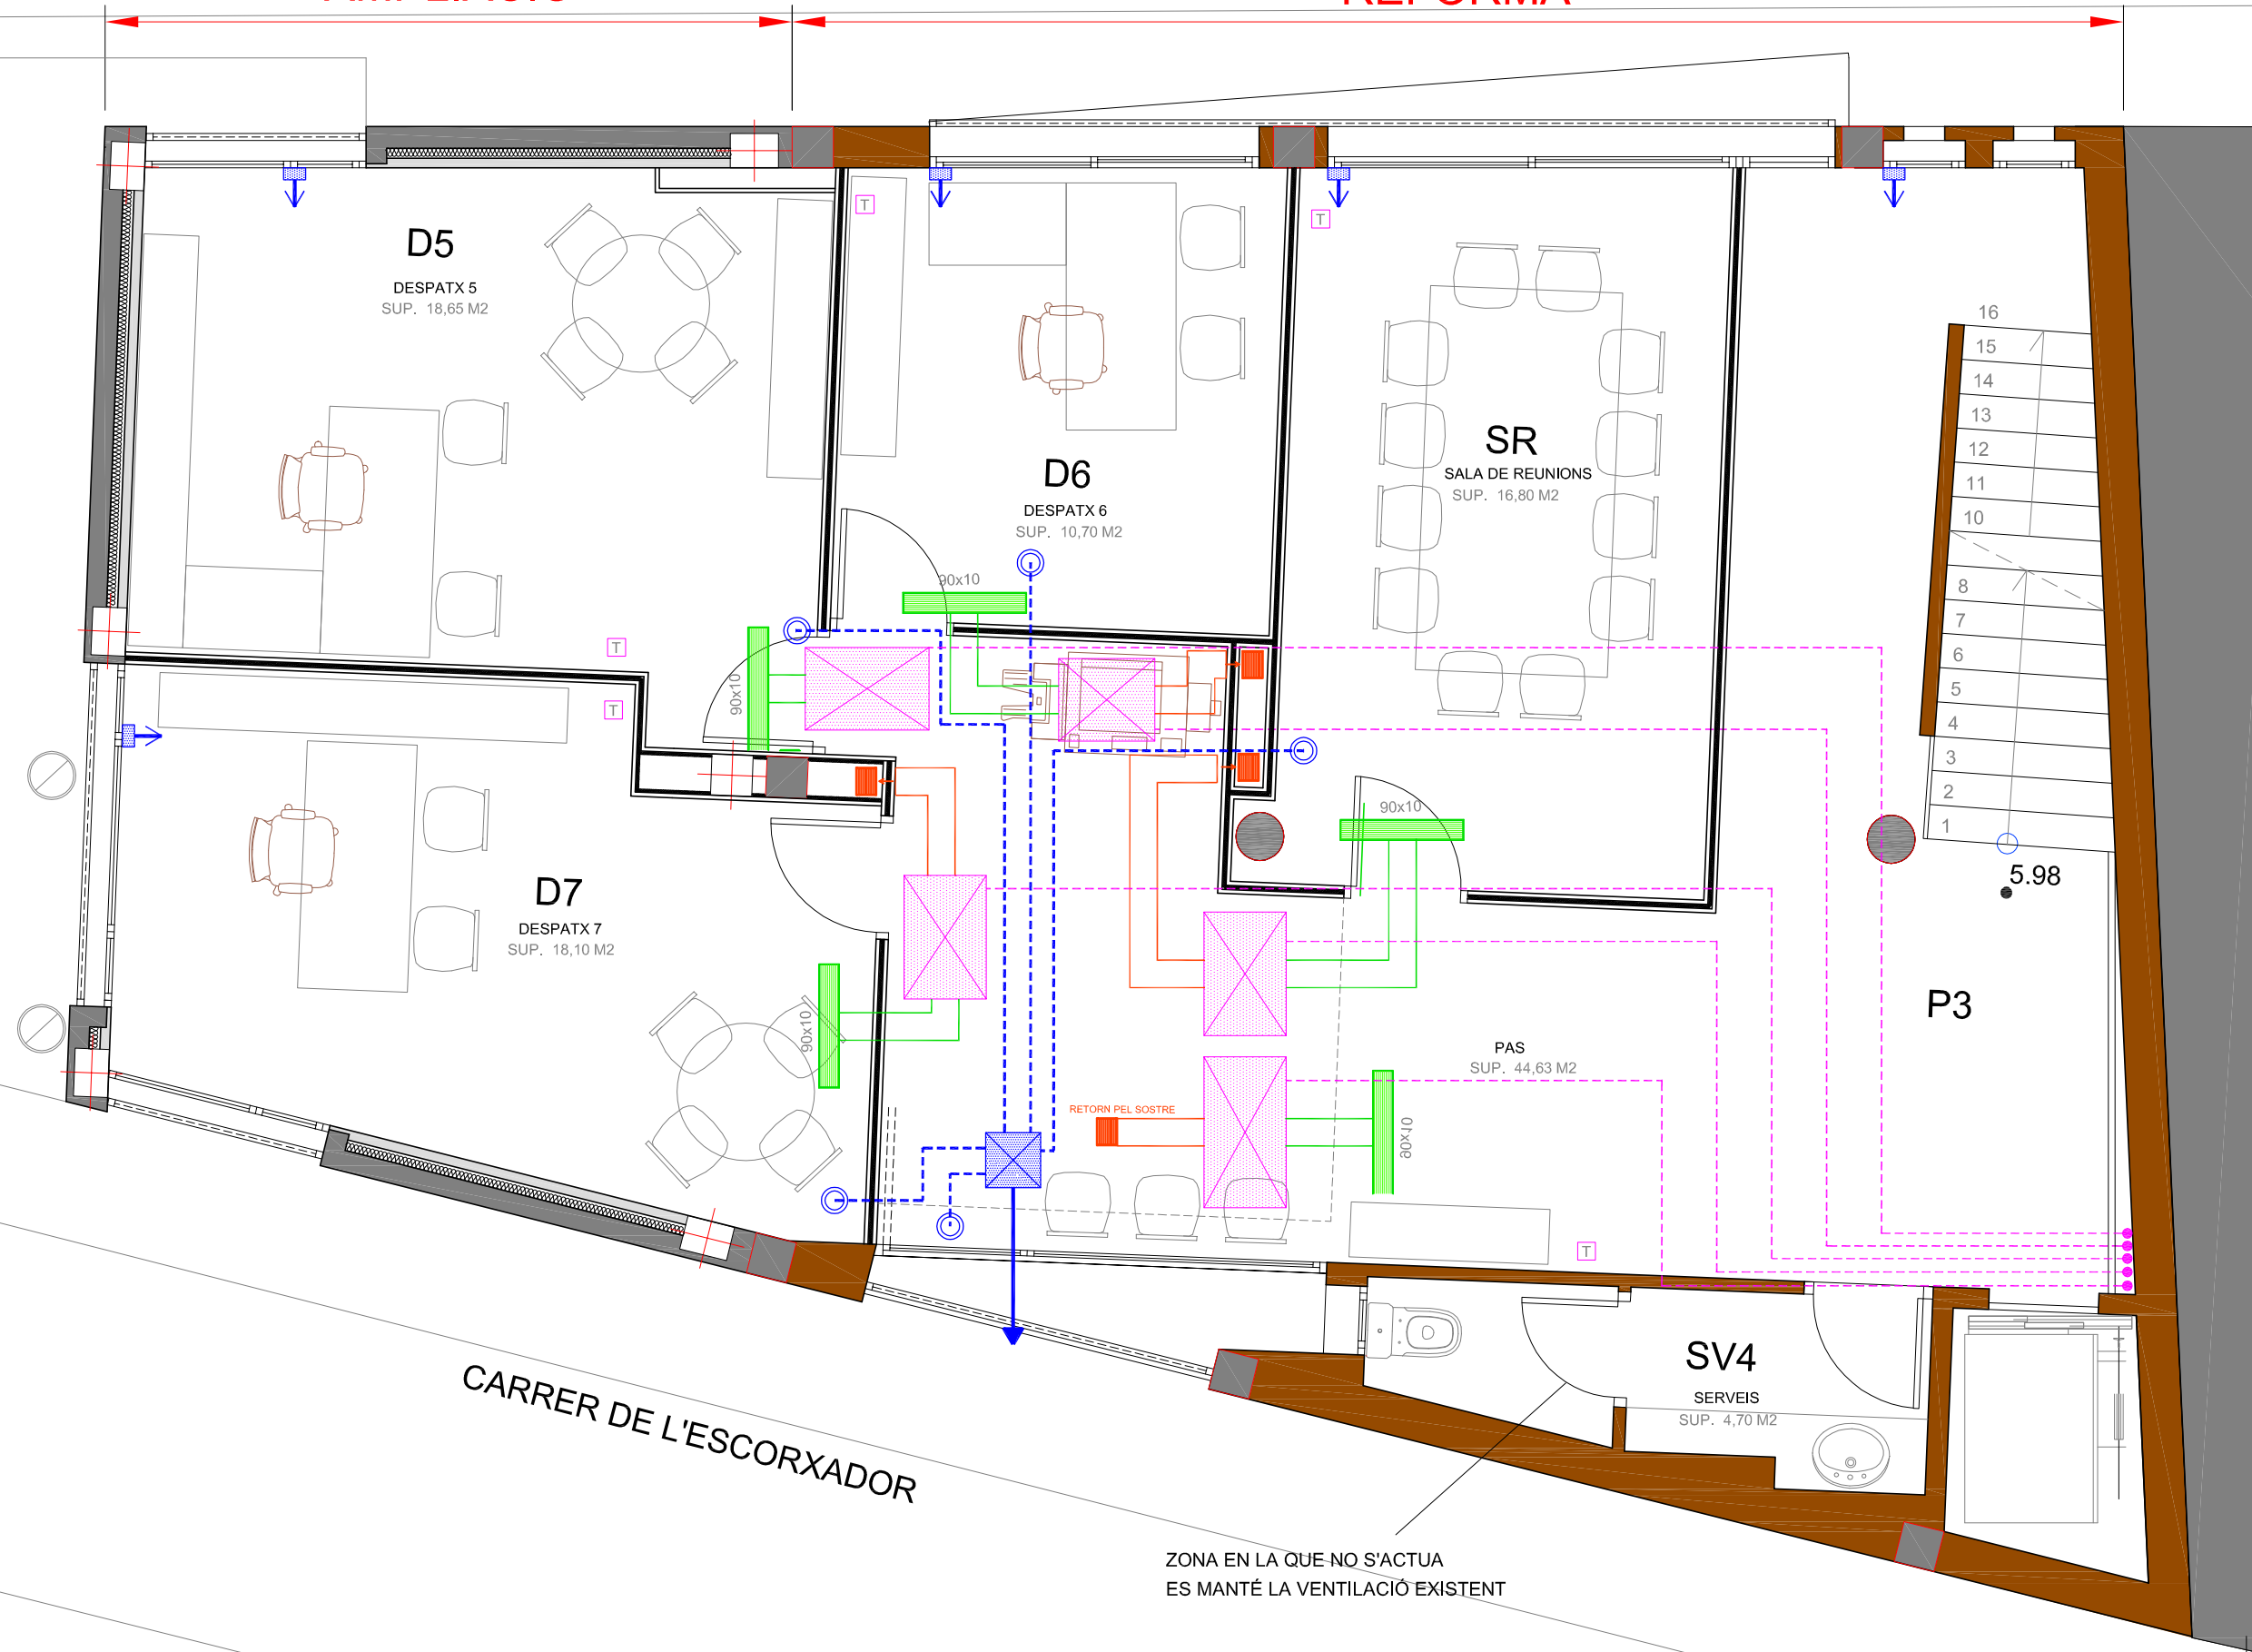 D5
DESPATX 5
SUP. 18,65 M2
T
T
D6
DESPATX 6
SUP. 10,70 M2
90x10
SR
SALA DE REUNIONS
SUP. 16,80 M2
16
15
14
13
12
11
10
8
7
6
5
4
3
2
1
5.98
T
T
90x10
90x10
D7
DESPATX 7
SUP. 18,10 M2
90x10
P3
PAS
SUP. 44,63 M2
RETORN PEL SOSTRE
90x10
T
SV4
SERVEIS
SUP. 4,70 M2
CARRER DE L'ESCORXADOR
ZONA EN LA QUE NO S'ACTUA
ES MANTÉ LA VENTILACIÓ EXISTENT